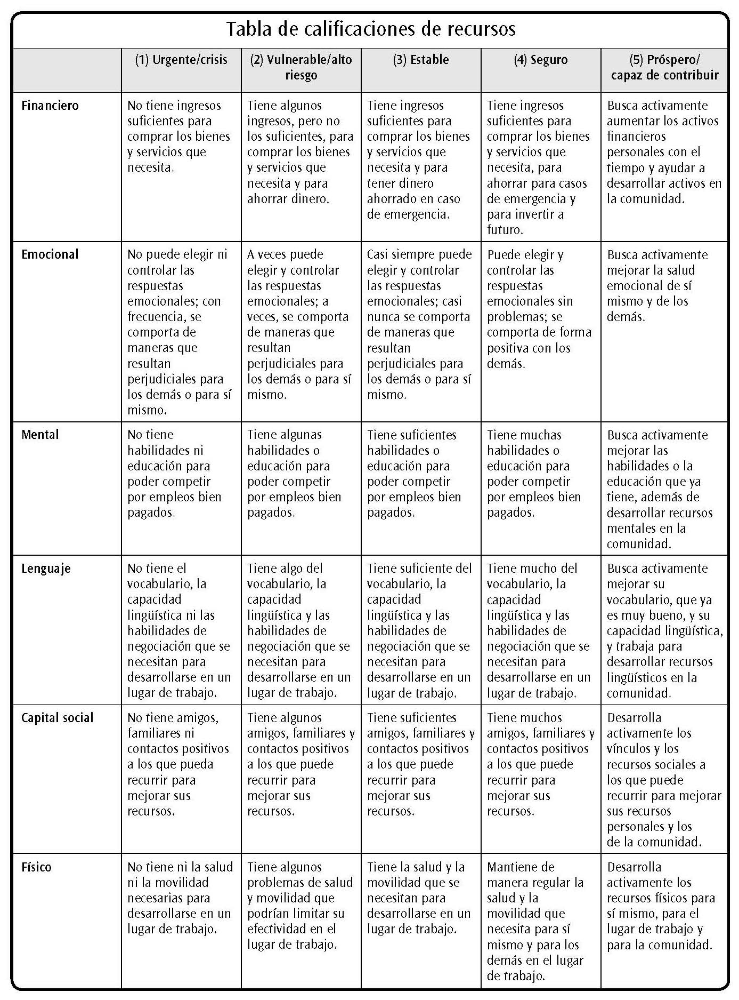 Tabla de calificaciones de recursos
(1) Urgente/crisis
(2) Vulnerable/alto
riesgo
(3) Estable
(4) Seguro
(5) Próspero/
capaz de contribuir
Financiero
No tiene ingresos
suficientes para
comprar los bienes
y servicios que
necesita.
Tiene algunos
ingresos, pero no
los suficientes, para
comprar los bienes
y servicios que
necesita y para
ahorrar dinero.
Tiene ingresos
suficientes para
comprar los bienes
y servicios que
necesita y para
tener dinero
ahorrado en caso
de emergencia.
Tiene ingresos
suficientes para
comprar los bienes
y servicios que
necesita, para
ahorrar para casos
de emergencia y
para invertir a
futuro.
Busca activamente
aumentar los activos
financieros
personales con el
tiempo y ayudar a
desarrollar activos en
la comunidad.
Emocional
No puede elegir ni
controlar las
respuestas
emocionales; con
frecuencia, se
comporta de
maneras que
resultan
perjudiciales para
los demás o para sí
mismo.
A veces puede
elegir y controlar
las respuestas
emocionales; a
veces, se comporta
de maneras que
resultan
perjudiciales para
los demás o para sí
mismo.
Casi siempre puede
elegir y controlar
las respuestas
emocionales; casi
nunca se comporta
de maneras que
resultan
perjudiciales para
los demás o para sí
mismo.
Puede elegir y
controlar las
respuestas
emocionales sin
problemas; se
comporta de forma
positiva con los
demás.
Busca activamente
mejorar la salud
emocional de sí
mismo y de los
demás.
Mental
No tiene
habilidades ni
educación para
poder competir
por empleos bien
pagados.
Tiene algunas
habilidades o
educación para
poder competir
por empleos bien
pagados.
Tiene suficientes
habilidades o
educación para
poder competir
por empleos bien
pagados.
Tiene muchas
habilidades o
educación para
poder competir
por empleos bien
pagados.
Busca activamente
mejorar las
habilidades o la
educación que ya
tiene, además de
desarrollar recursos
mentales en la
comunidad.
Lenguaje
No tiene el
vocabulario, la
capacidad
lingüística ni las
habilidades de
negociación que se
necesitan para
desarrollarse en un
lugar de trabajo.
Tiene algo del
vocabulario, la
capacidad
lingüística y las
habilidades de
negociación que se
necesitan para
desarrollarse en un
lugar de trabajo.
Tiene suficiente del
vocabulario, la
capacidad
lingüística y las
habilidades de
negociación que se
necesitan para
desarrollarse en un
lugar de trabajo.
Tiene mucho del
vocabulario, la
capacidad
lingüística y las
habilidades de
negociación que se
necesitan para
desarrollarse en un
lugar de trabajo.
Busca activamente
mejorar su
vocabulario, que ya
es muy bueno, y su
capacidad lingüística,
y trabaja para
desarrollar recursos
lingüísticos en la
comunidad.
Capital social
No tiene amigos,
familiares ni
contactos positivos
a los que pueda
recurrir para
mejorar sus
recursos.
Tiene algunos
amigos, familiares y
contactos positivos
a los que puede
recurrir para
mejorar sus
recursos.
Tiene suficientes
amigos, familiares y
contactos positivos
a los que puede
recurrir para
mejorar sus
recursos.
Tiene muchos
amigos, familiares y
contactos positivos
a los que puede
recurrir para
mejorar sus
recursos.
Desarrolla
activamente los
vínculos y los
recursos sociales a
los que puede
recurrir para mejorar
sus recursos
personales y los
de la comunidad.
Físico
No tiene ni la salud
ni la movilidad
necesarias para
desarrollarse en un
lugar de trabajo.
Tiene algunos
problemas de salud
y movilidad que
podrían limitar su
efectividad en el
lugar de trabajo.
Tiene la salud y la
movilidad que se
necesitan para
desarrollarse en un
lugar de trabajo.
Mantiene de
manera regular la
salud y la
movilidad que
necesita para sí
mismo y para los
demás en el lugar
de trabajo.
Desarrolla
activamente los
recursos físicos para
sí mismo, para el
lugar de trabajo y
para la comunidad.